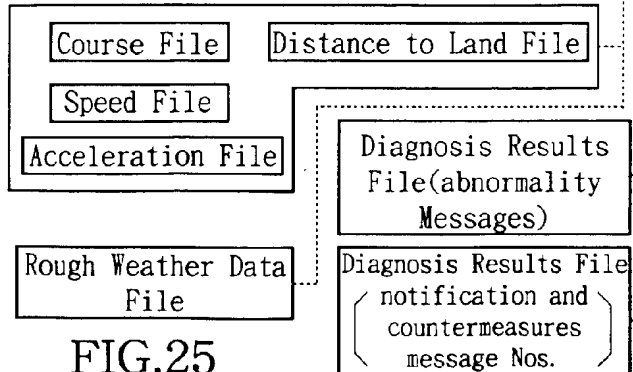 Course File
Distance to Land File
Speed File
Acceleration File
Diagnosis Results
File(abnormality
Messages)
Rough Weather Data
File
Diagnosis Results File
notification and
countermeasures
message Nos.
FIG.25